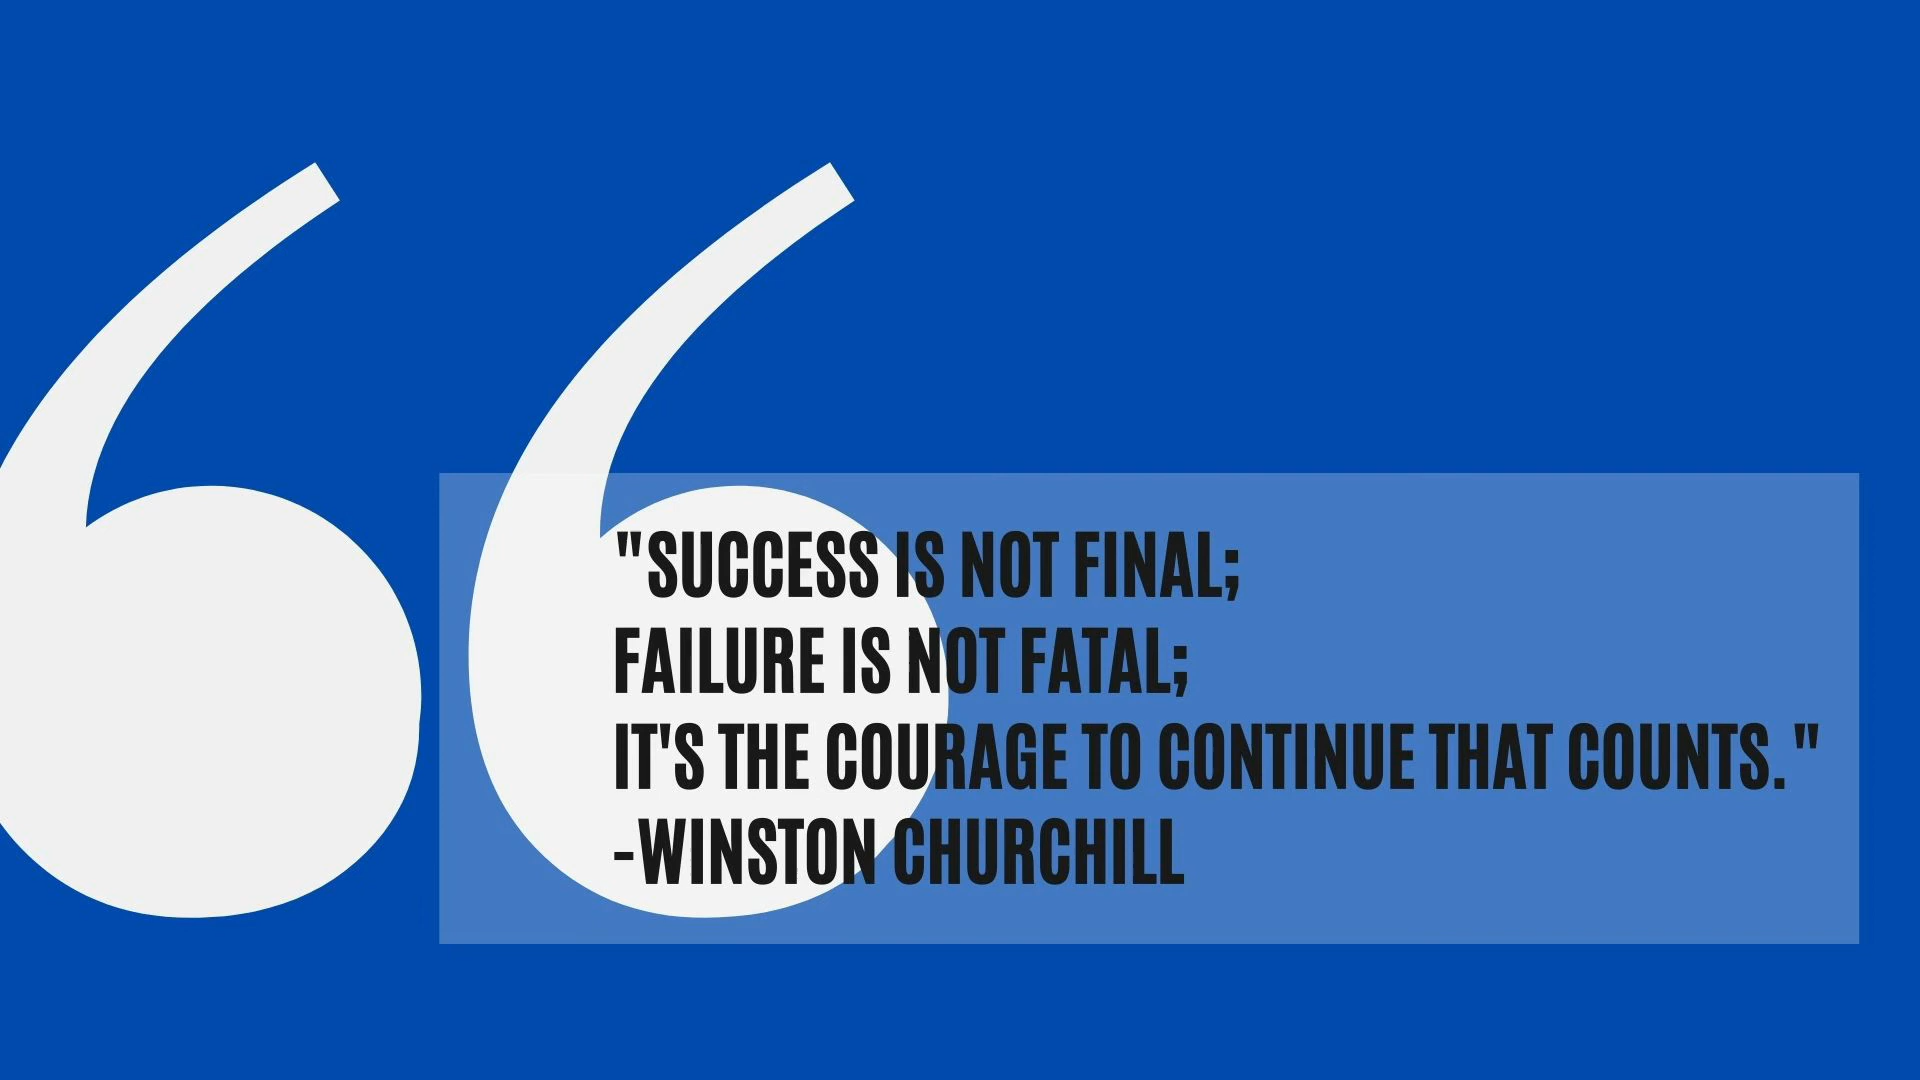 "SUCCESS IS NOT FINAL;
FAILURE IS NOT FATAL;
IT'S THE COURAGE TO CONTINUE THAT COUNTS."
-WINSTON CHURCHILL